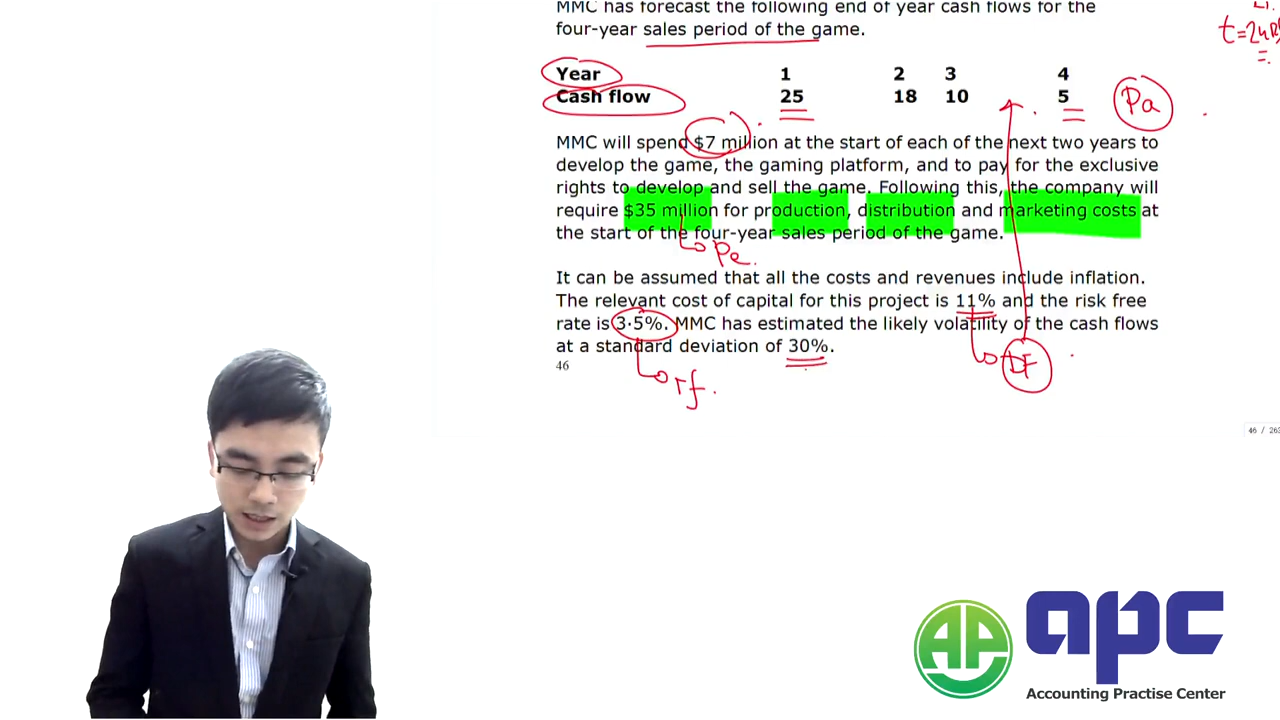 MMC has forecast the following end of year cash flows for the
four-year sales period of the game.
t=2
Year 1 2 3 4
Cash flow 25 18 10 5 Pa
MMC will spend $7 million at the start of each of the next two years to
develop the game, the gaming platform, and to pay for the exclusive
rights to develop and sell the game. Following this, the company will
require $35 million for production, distribution and marketing costs at
the start of the four-year sales period of the game.
Pe.
It can be assumed that all the costs and revenues include inflation.
The relevant cost of capital for this project is 11% and the risk free
rate is 3·5%. MMC has estimated the likely volatility of the cash flows
at a standard deviation of 30%.
DF
46
rf.
46 / 263
AP
apc
Accounting Practise Center